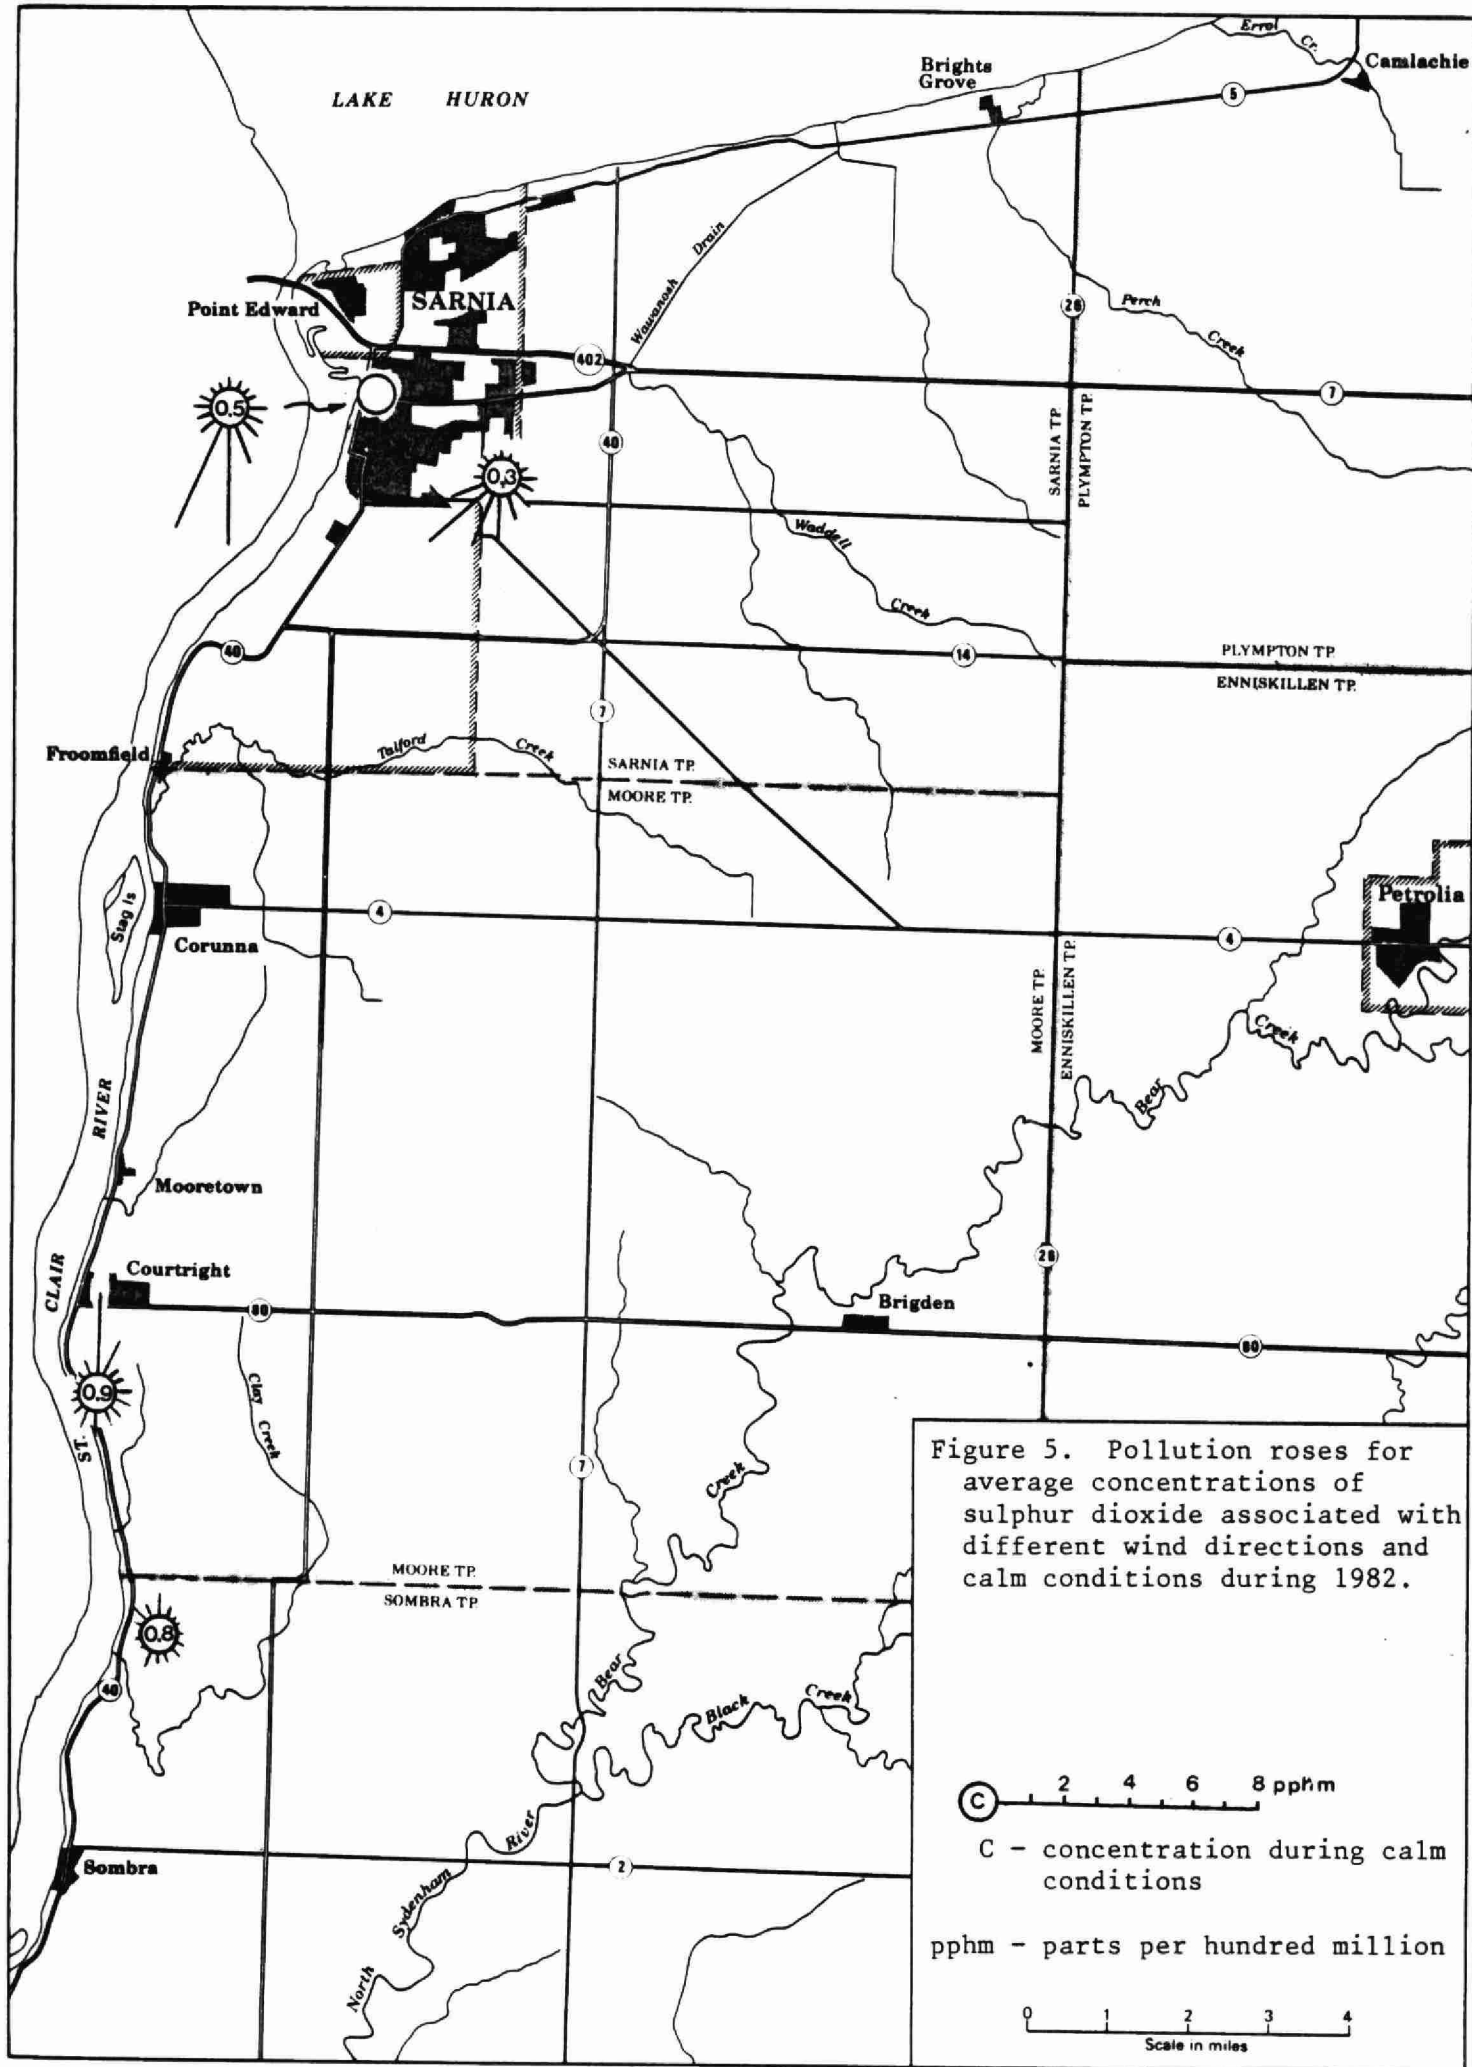 LAKE HURON
Errol Cr.
Camlachie
Brights
Grove
5
Wawanosh Drain
Point Edward
SARNIA
402
28
Perch Creek
7
0.5
40
0.3
SARNIA TP.
PLYMPTON TP.
Waddell Creek
40
14
PLYMPTON TP.
ENNISKILLEN TP.
7
Froomfield
Talford Creek
SARNIA TP.
MOORE TP.
Stag Is
Corunna
4
4
Petrolia
MOORE TP.
ENNISKILLEN TP.
Creek
Bear
ST. CLAIR RIVER
Mooretown
Courtright
80
28
Brigden
80
0.9
Clay Creek
7
Creek
MOORE TP.
SOMBRA TP.
0.8
40
Bear
Black Creek
Sombra
North Sydenham River
2
Figure 5. Pollution roses for
average concentrations of
sulphur dioxide associated with
different wind directions and
calm conditions during 1982.
C 2 4 6 8 pphm
C - concentration during calm
conditions
pphm - parts per hundred million
0 1 2 3 4
Scale in miles